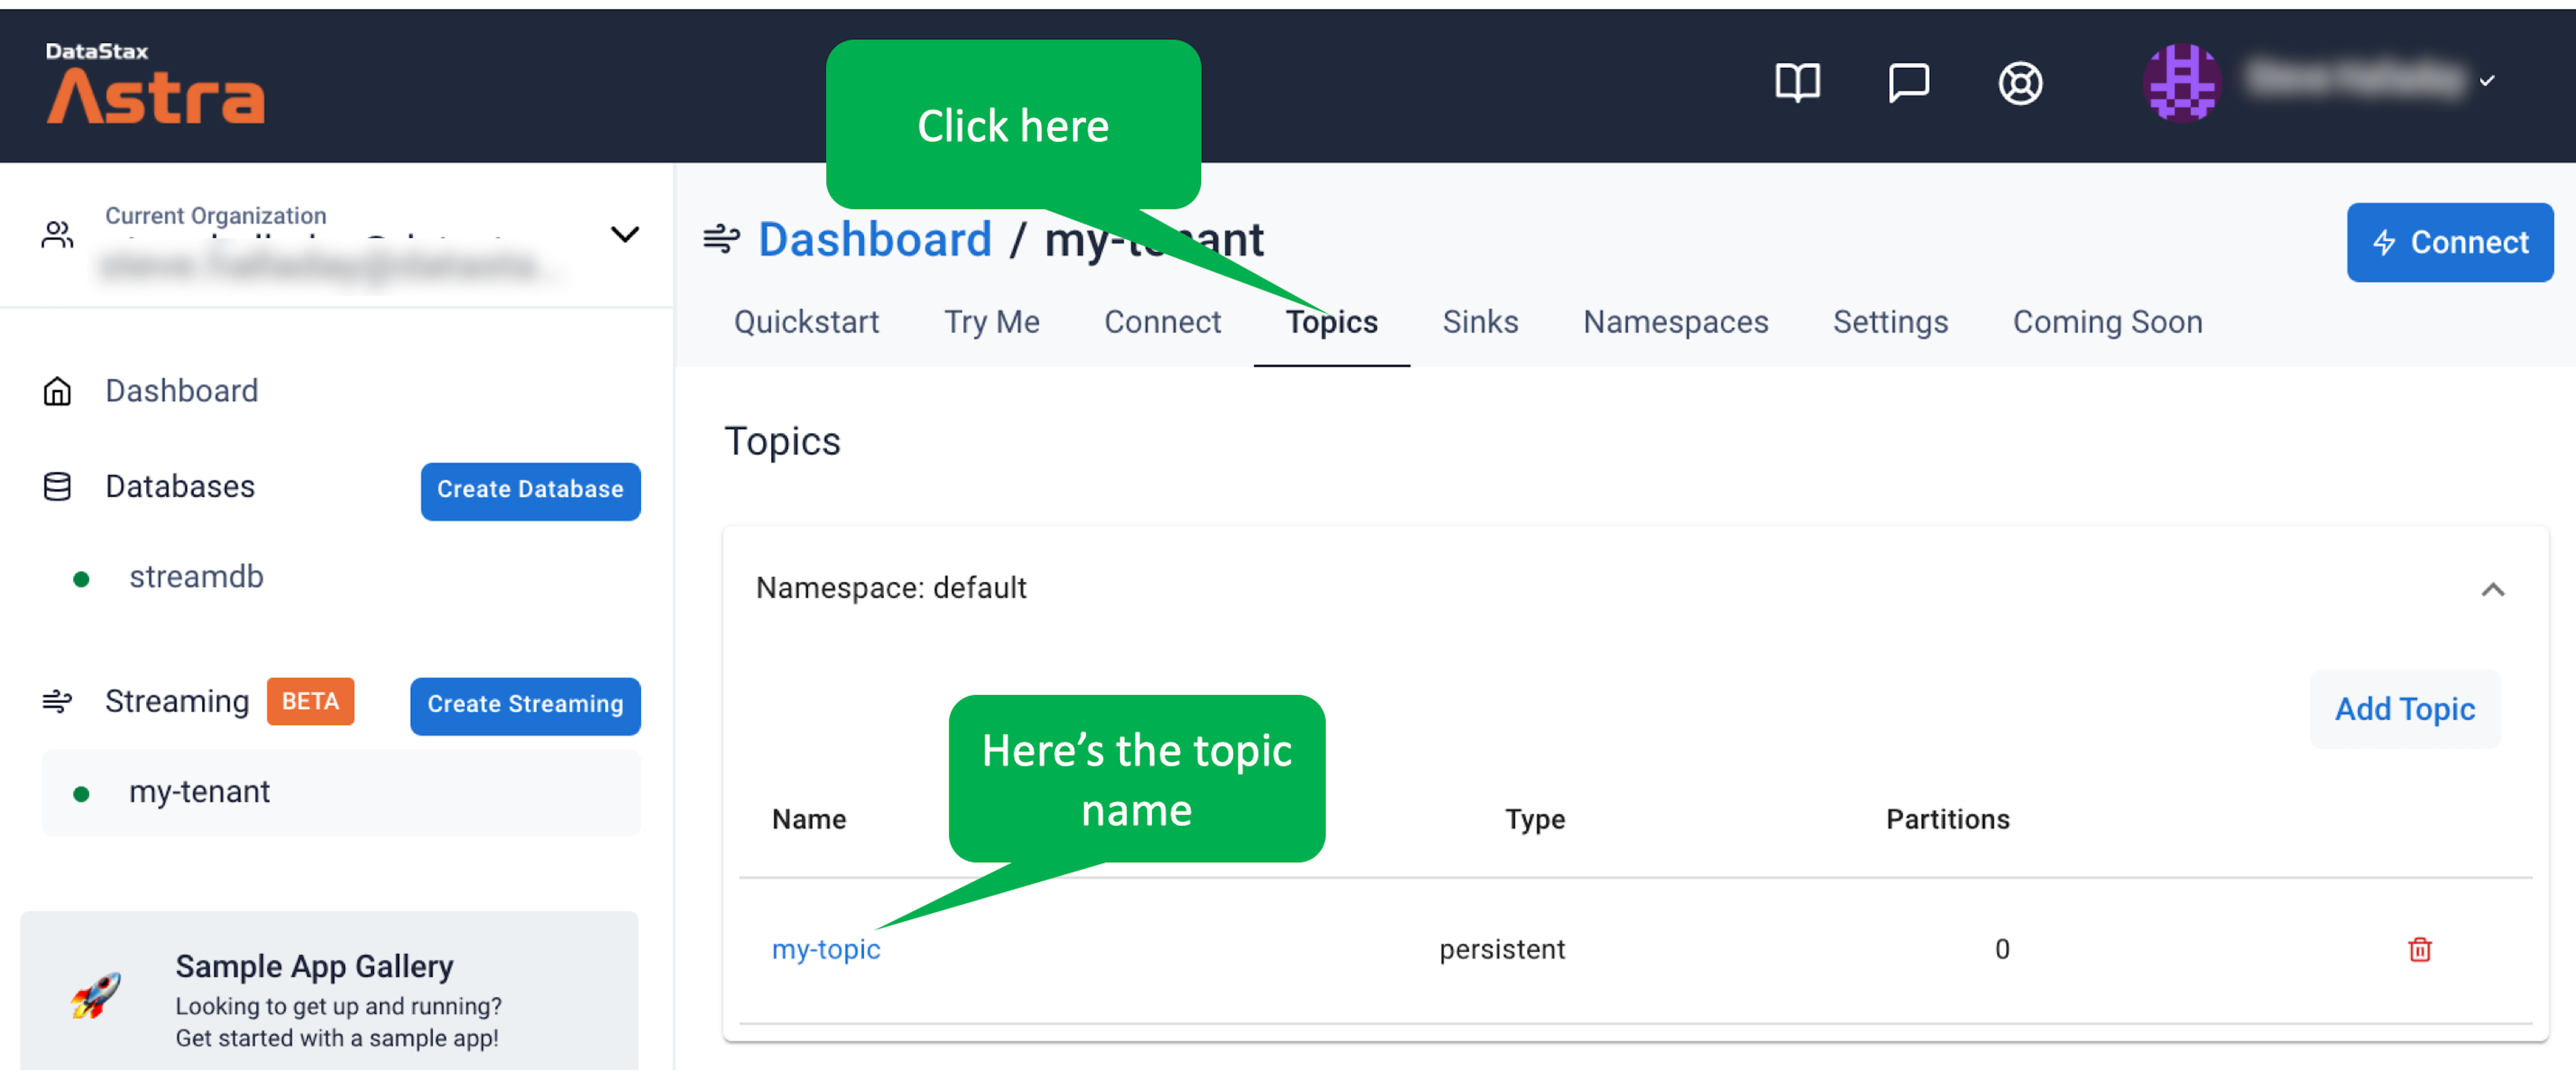 DataStax
Astra
Click here
Current Organization
Dashboard / my-tenant
Connect
Quickstart Try Me Connect Topics Sinks Namespaces Settings Coming Soon
Dashboard
Databases Create Database
streamdb
Streaming BETA Create Streaming
my-tenant
Sample App Gallery
Looking to get up and running?
Get started with a sample app!
Topics
Namespace: default
Add Topic
Here’s the topic
name
Name Type Partitions
my-topic persistent 0